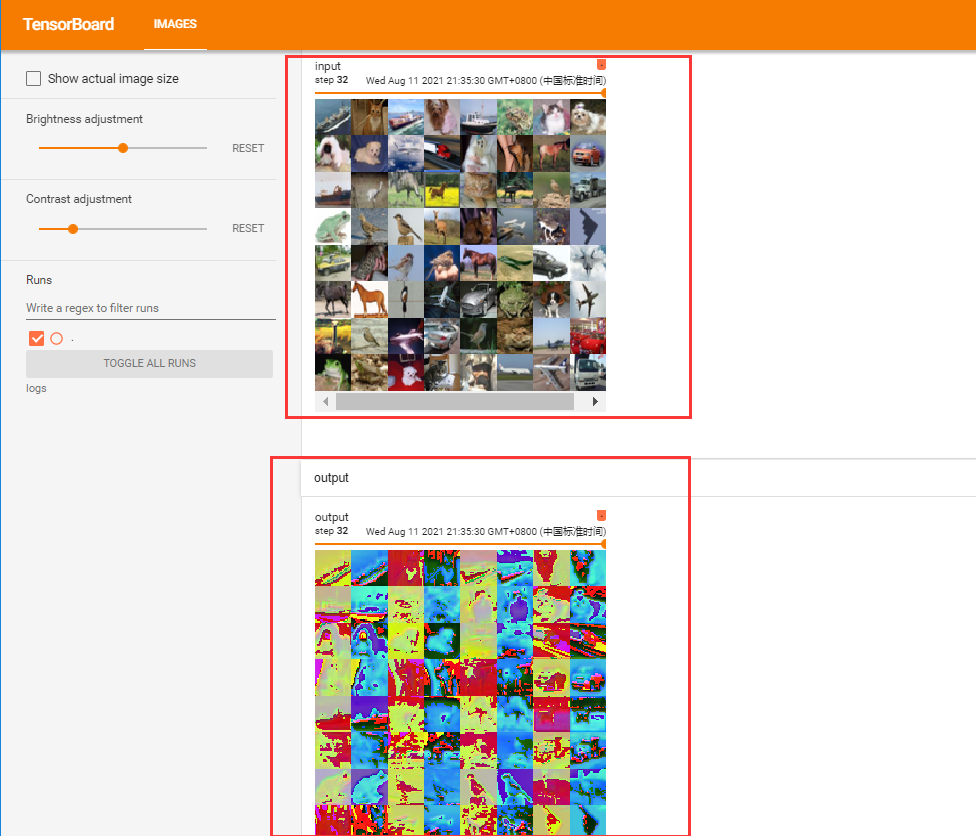 TensorBoard IMAGES
Show actual image size
Brightness adjustment
RESET
Contrast adjustment
RESET
Runs
Write a regex to filter runs
.
TOGGLE ALL RUNS
logs
input
step 32 Wed Aug 11 2021 21:35:30 GMT+0800 (中国标准时间)
output
output
step 32 Wed Aug 11 2021 21:35:30 GMT+0800 (中国标准时间)